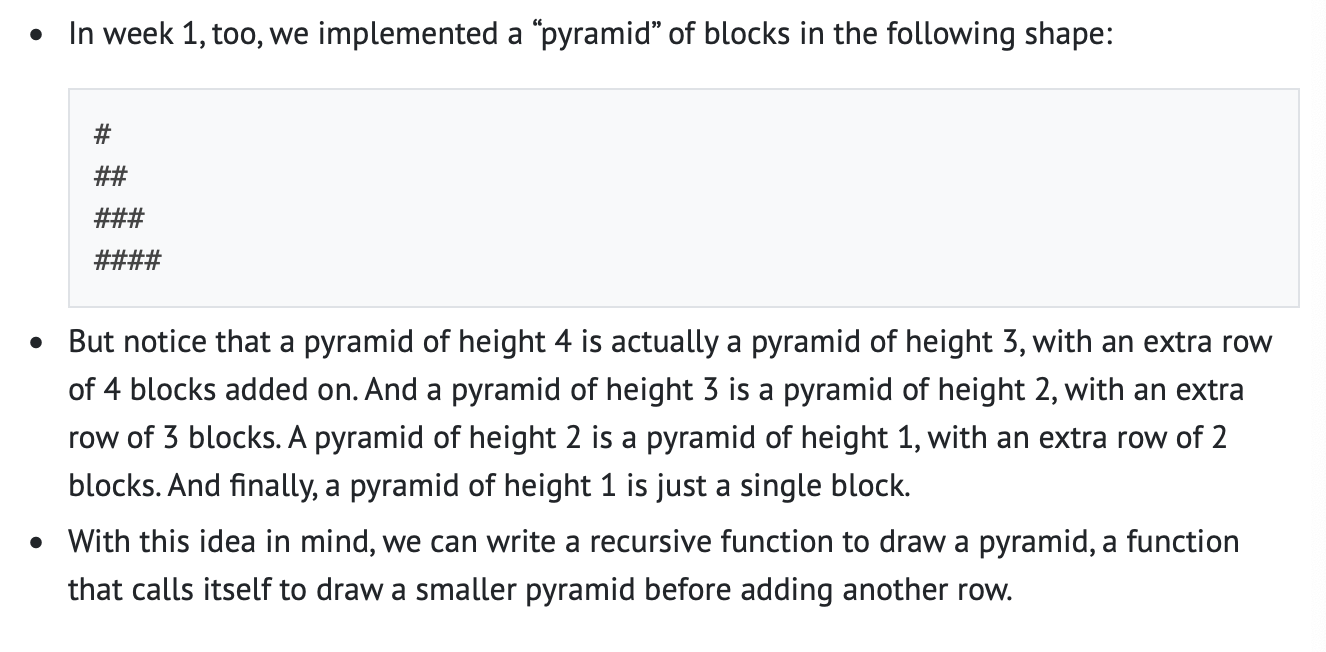 In week 1, too, we implemented a “pyramid” of blocks in the following shape:
#
##
###
####
But notice that a pyramid of height 4 is actually a pyramid of height 3, with an extra row
of 4 blocks added on. And a pyramid of height 3 is a pyramid of height 2, with an extra
row of 3 blocks. A pyramid of height 2 is a pyramid of height 1, with an extra row of 2
blocks. And finally, a pyramid of height 1 is just a single block.
With this idea in mind, we can write a recursive function to draw a pyramid, a function
that calls itself to draw a smaller pyramid before adding another row.